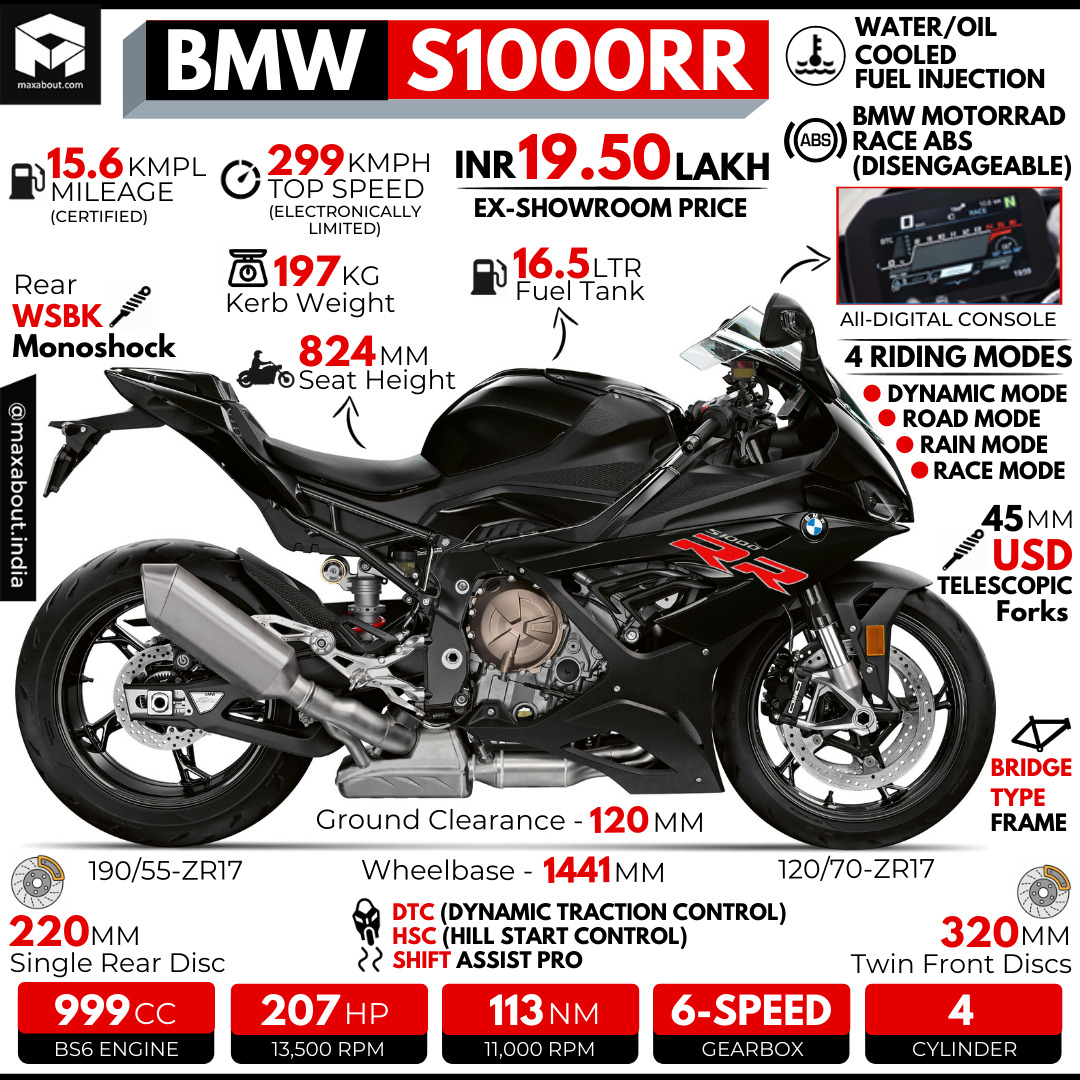 maxabout.com
BMW S1000RR
WATER/OIL
COOLED
FUEL INJECTION
BMW MOTORRAD
RACE ABS
(DISENGAGEABLE)
ABS
15.6 KMPL
MILEAGE
(CERTIFIED)
299 KMPH
TOP SPEED
(ELECTRONICALLY
LIMITED)
INR 19.50 LAKH
EX-SHOWROOM PRICE
197 KG
Kerb Weight
16.5 LTR
Fuel Tank
Rear
WSBK
Monoshock
824 MM
Seat Height
RACE
N
DTC
All-DIGITAL CONSOLE
4 RIDING MODES
DYNAMIC MODE
ROAD MODE
RAIN MODE
RACE MODE
@maxabout.india
45 MM
USD
TELESCOPIC
Forks
BMW
S1000
RR
BMW
BRIDGE
TYPE
FRAME
Ground Clearance - 120 MM
190/55-ZR17
Wheelbase - 1441 MM
120/70-ZR17
220 MM
Single Rear Disc
DTC (DYNAMIC TRACTION CONTROL)
HSC (HILL START CONTROL)
SHIFT ASSIST PRO
320 MM
Twin Front Discs
999 CC
BS6 ENGINE
207 HP
13,500 RPM
113 NM
11,000 RPM
6-SPEED
GEARBOX
4
CYLINDER